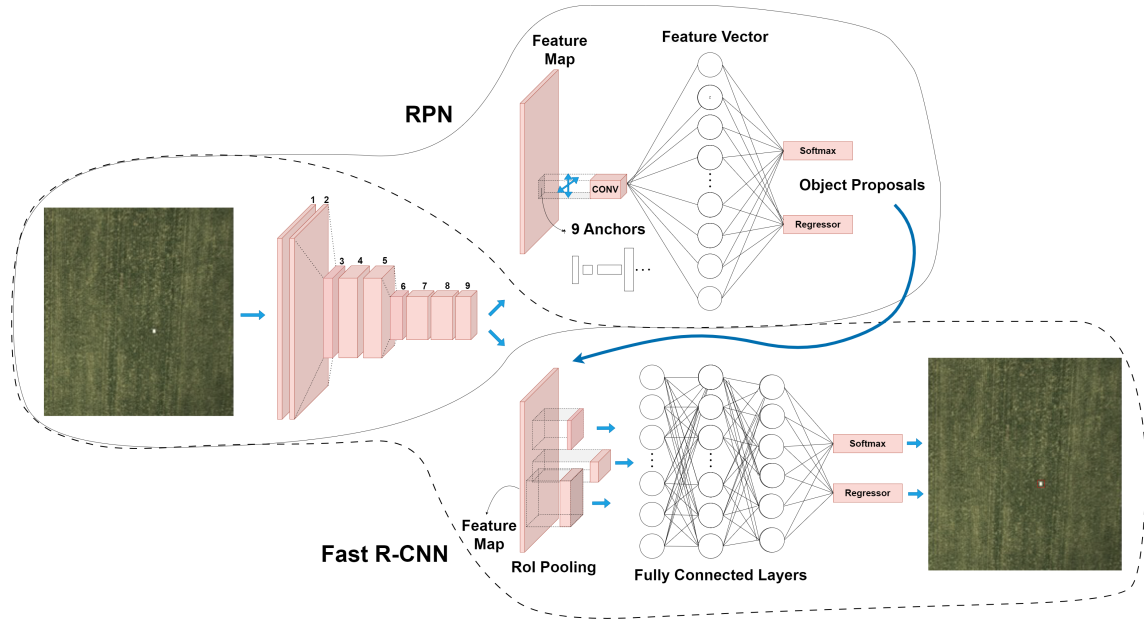 Feature
Map
Feature Vector
RPN
Softmax
CONV
Object Proposals
9 Anchors
Regressor
1 2
3 4 5
6 7 8 9
Softmax
Regressor
Feature
Map
Fast R-CNN
RoI Pooling
Fully Connected Layers